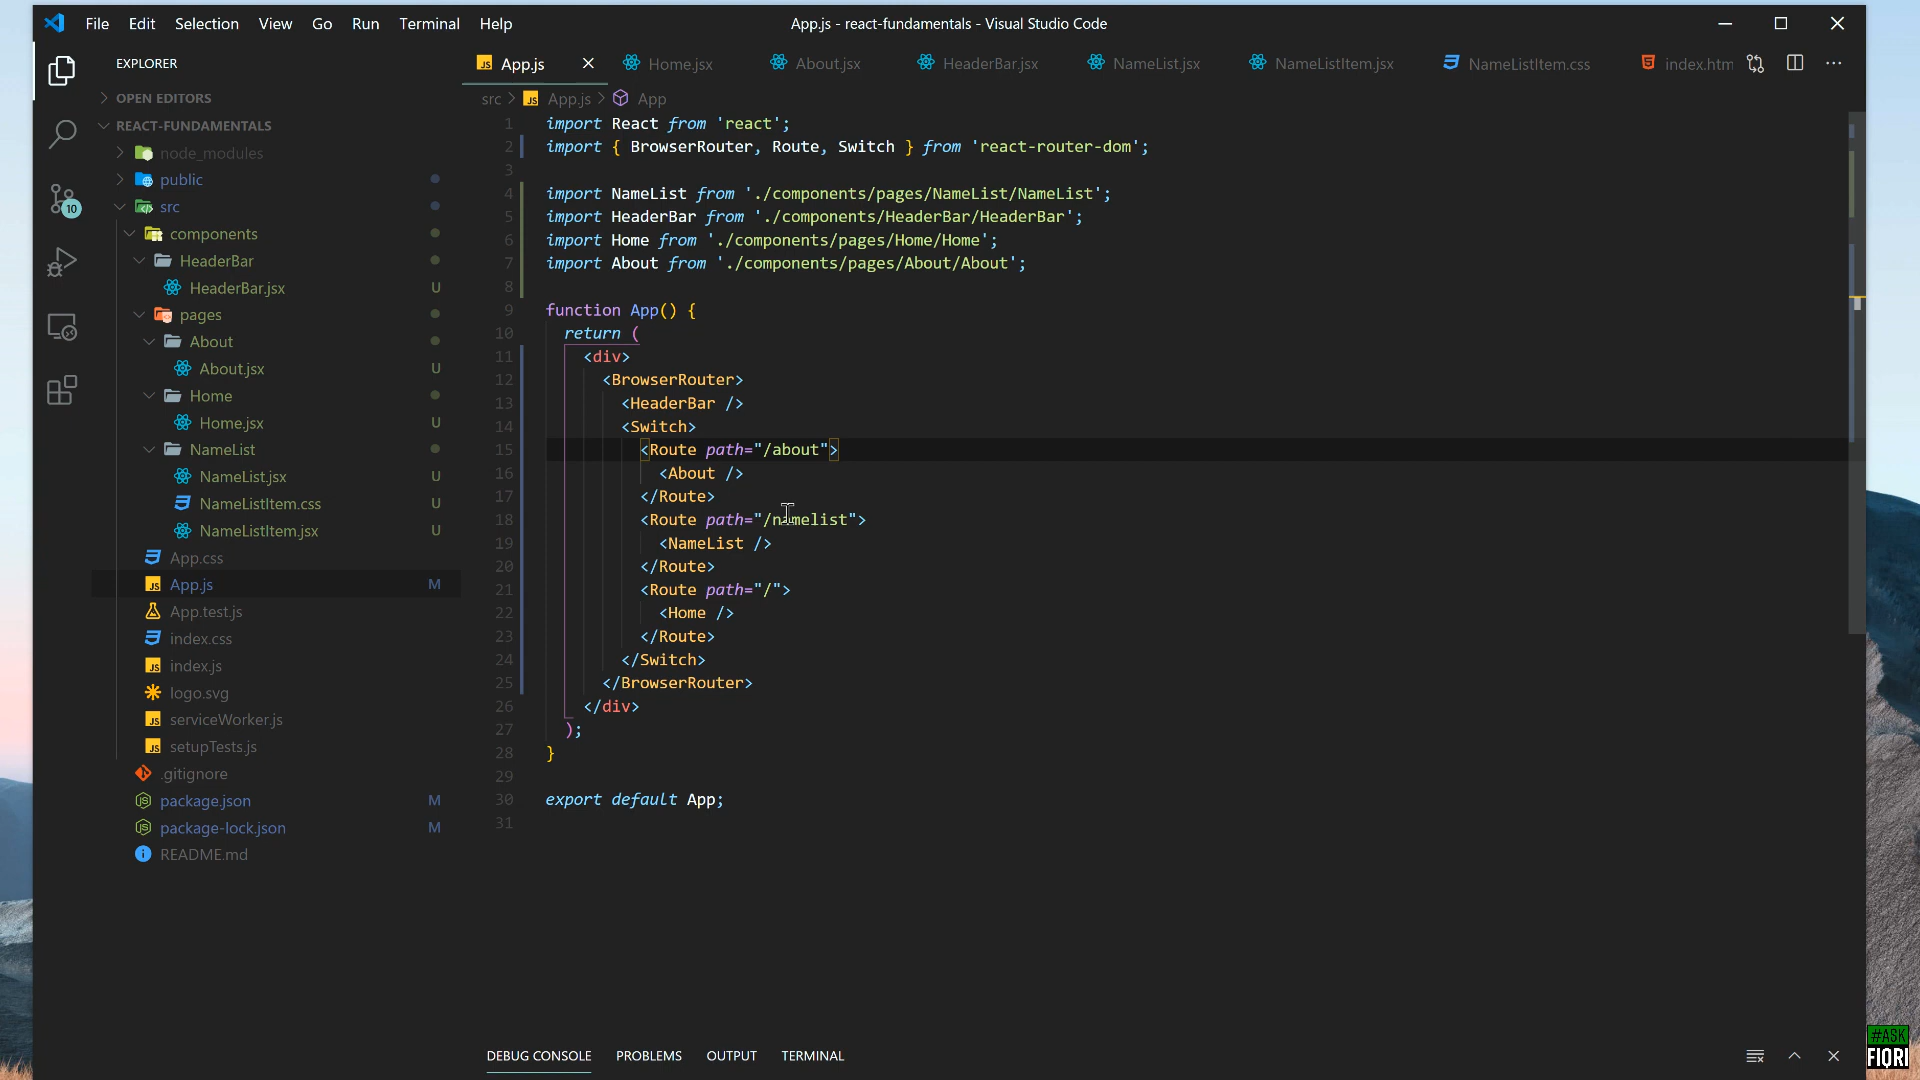 File Edit Selection View Go Run Terminal Help
App.js - react-fundamentals - Visual Studio Code
EXPLORER
OPEN EDITORS
REACT-FUNDAMENTALS
node_modules
public
src
components
HeaderBar
HeaderBar.jsx U
pages
About
About.jsx U
Home
Home.jsx U
NameList
NameList.jsx U
NameListItem.css U
NameListItem.jsx U
App.css
App.js M
App.test.js
index.css
index.js
logo.svg
serviceWorker.js
setupTests.js
.gitignore
package.json M
package-lock.json M
README.md
10
App.js Home.jsx About.jsx HeaderBar.jsx NameList.jsx NameListItem.jsx NameListItem.css index.htm
src > App.js > App
1 import React from 'react';
2 import { BrowserRouter, Route, Switch } from 'react-router-dom';
3
4 import NameList from './components/pages/NameList/NameList';
5 import HeaderBar from './components/HeaderBar/HeaderBar';
6 import Home from './components/pages/Home/Home';
7 import About from './components/pages/About/About';
8
9 function App() {
10 return (
11 <div>
12 <BrowserRouter>
13 <HeaderBar />
14 <Switch>
15 <Route path="/about">
16 <About />
17 </Route>
18 <Route path="/namelist">
19 <NameList />
20 </Route>
21 <Route path="/">
22 <Home />
23 </Route>
24 </Switch>
25 </BrowserRouter>
26 </div>
27 );
28 }
29
30 export default App;
31
DEBUG CONSOLE PROBLEMS OUTPUT TERMINAL
#ASK
FIORI